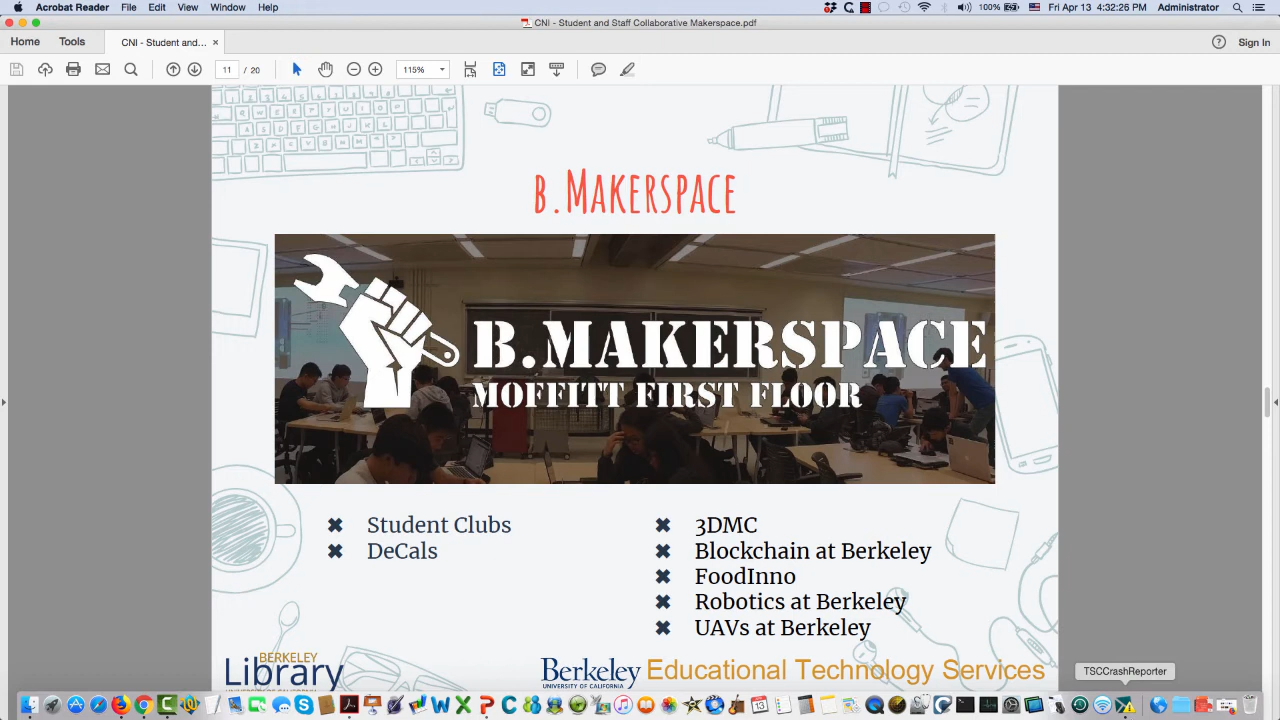 Acrobat Reader File Edit View Window Help
100% Fri Apr 13 4:32:26 PM Administrator
CNI - Student and Staff Collaborative Makerspace.pdf
Home Tools CNI - Student and... × Sign In
11 / 20 115%
B.MAKERSPACE
B.MAKERSPACE
MOFFITT FIRST FLOOR
Student Clubs
DeCals
3DMC
Blockchain at Berkeley
FoodInno
Robotics at Berkeley
UAVs at Berkeley
BERKELEY
Library
Berkeley Educational Technology Services
UNIVERSITY OF CALIFORNIA
TSCCrashReporter